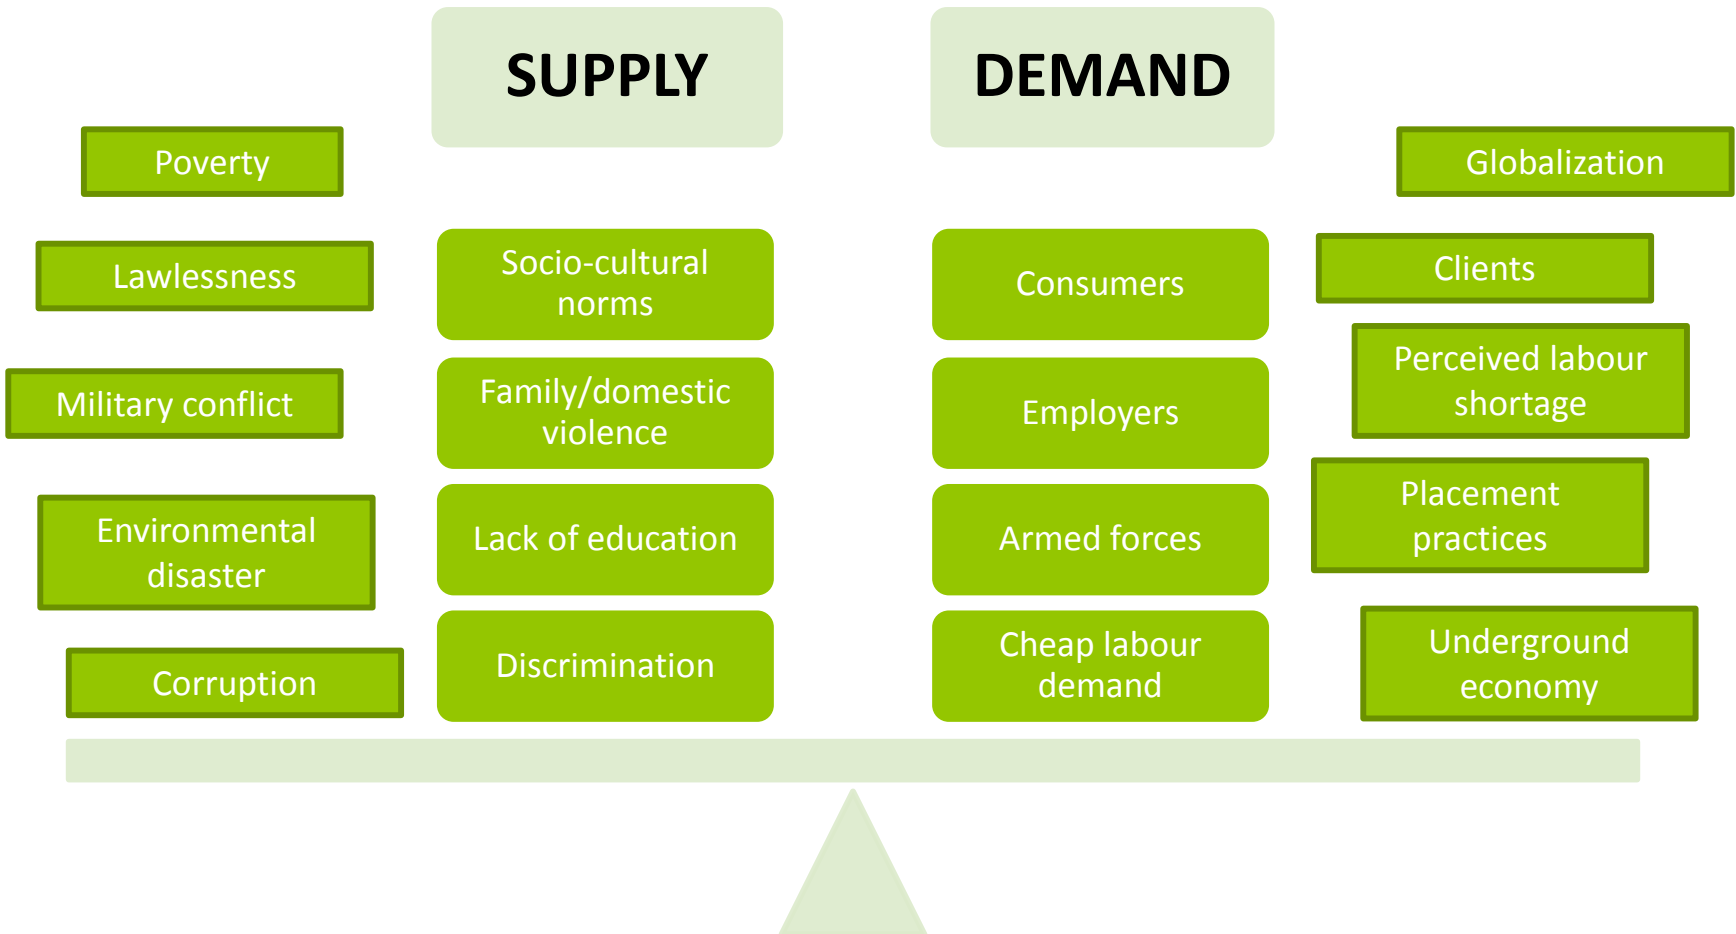 SUPPLY
DEMAND
Poverty
Globalization
Lawlessness
Socio-cultural
norms
Consumers
Clients
Military conflict
Family/domestic
violence
Employers
Perceived labour
shortage
Environmental
disaster
Lack of education
Armed forces
Placement
practices
Corruption
Discrimination
Cheap labour
demand
Underground
economy